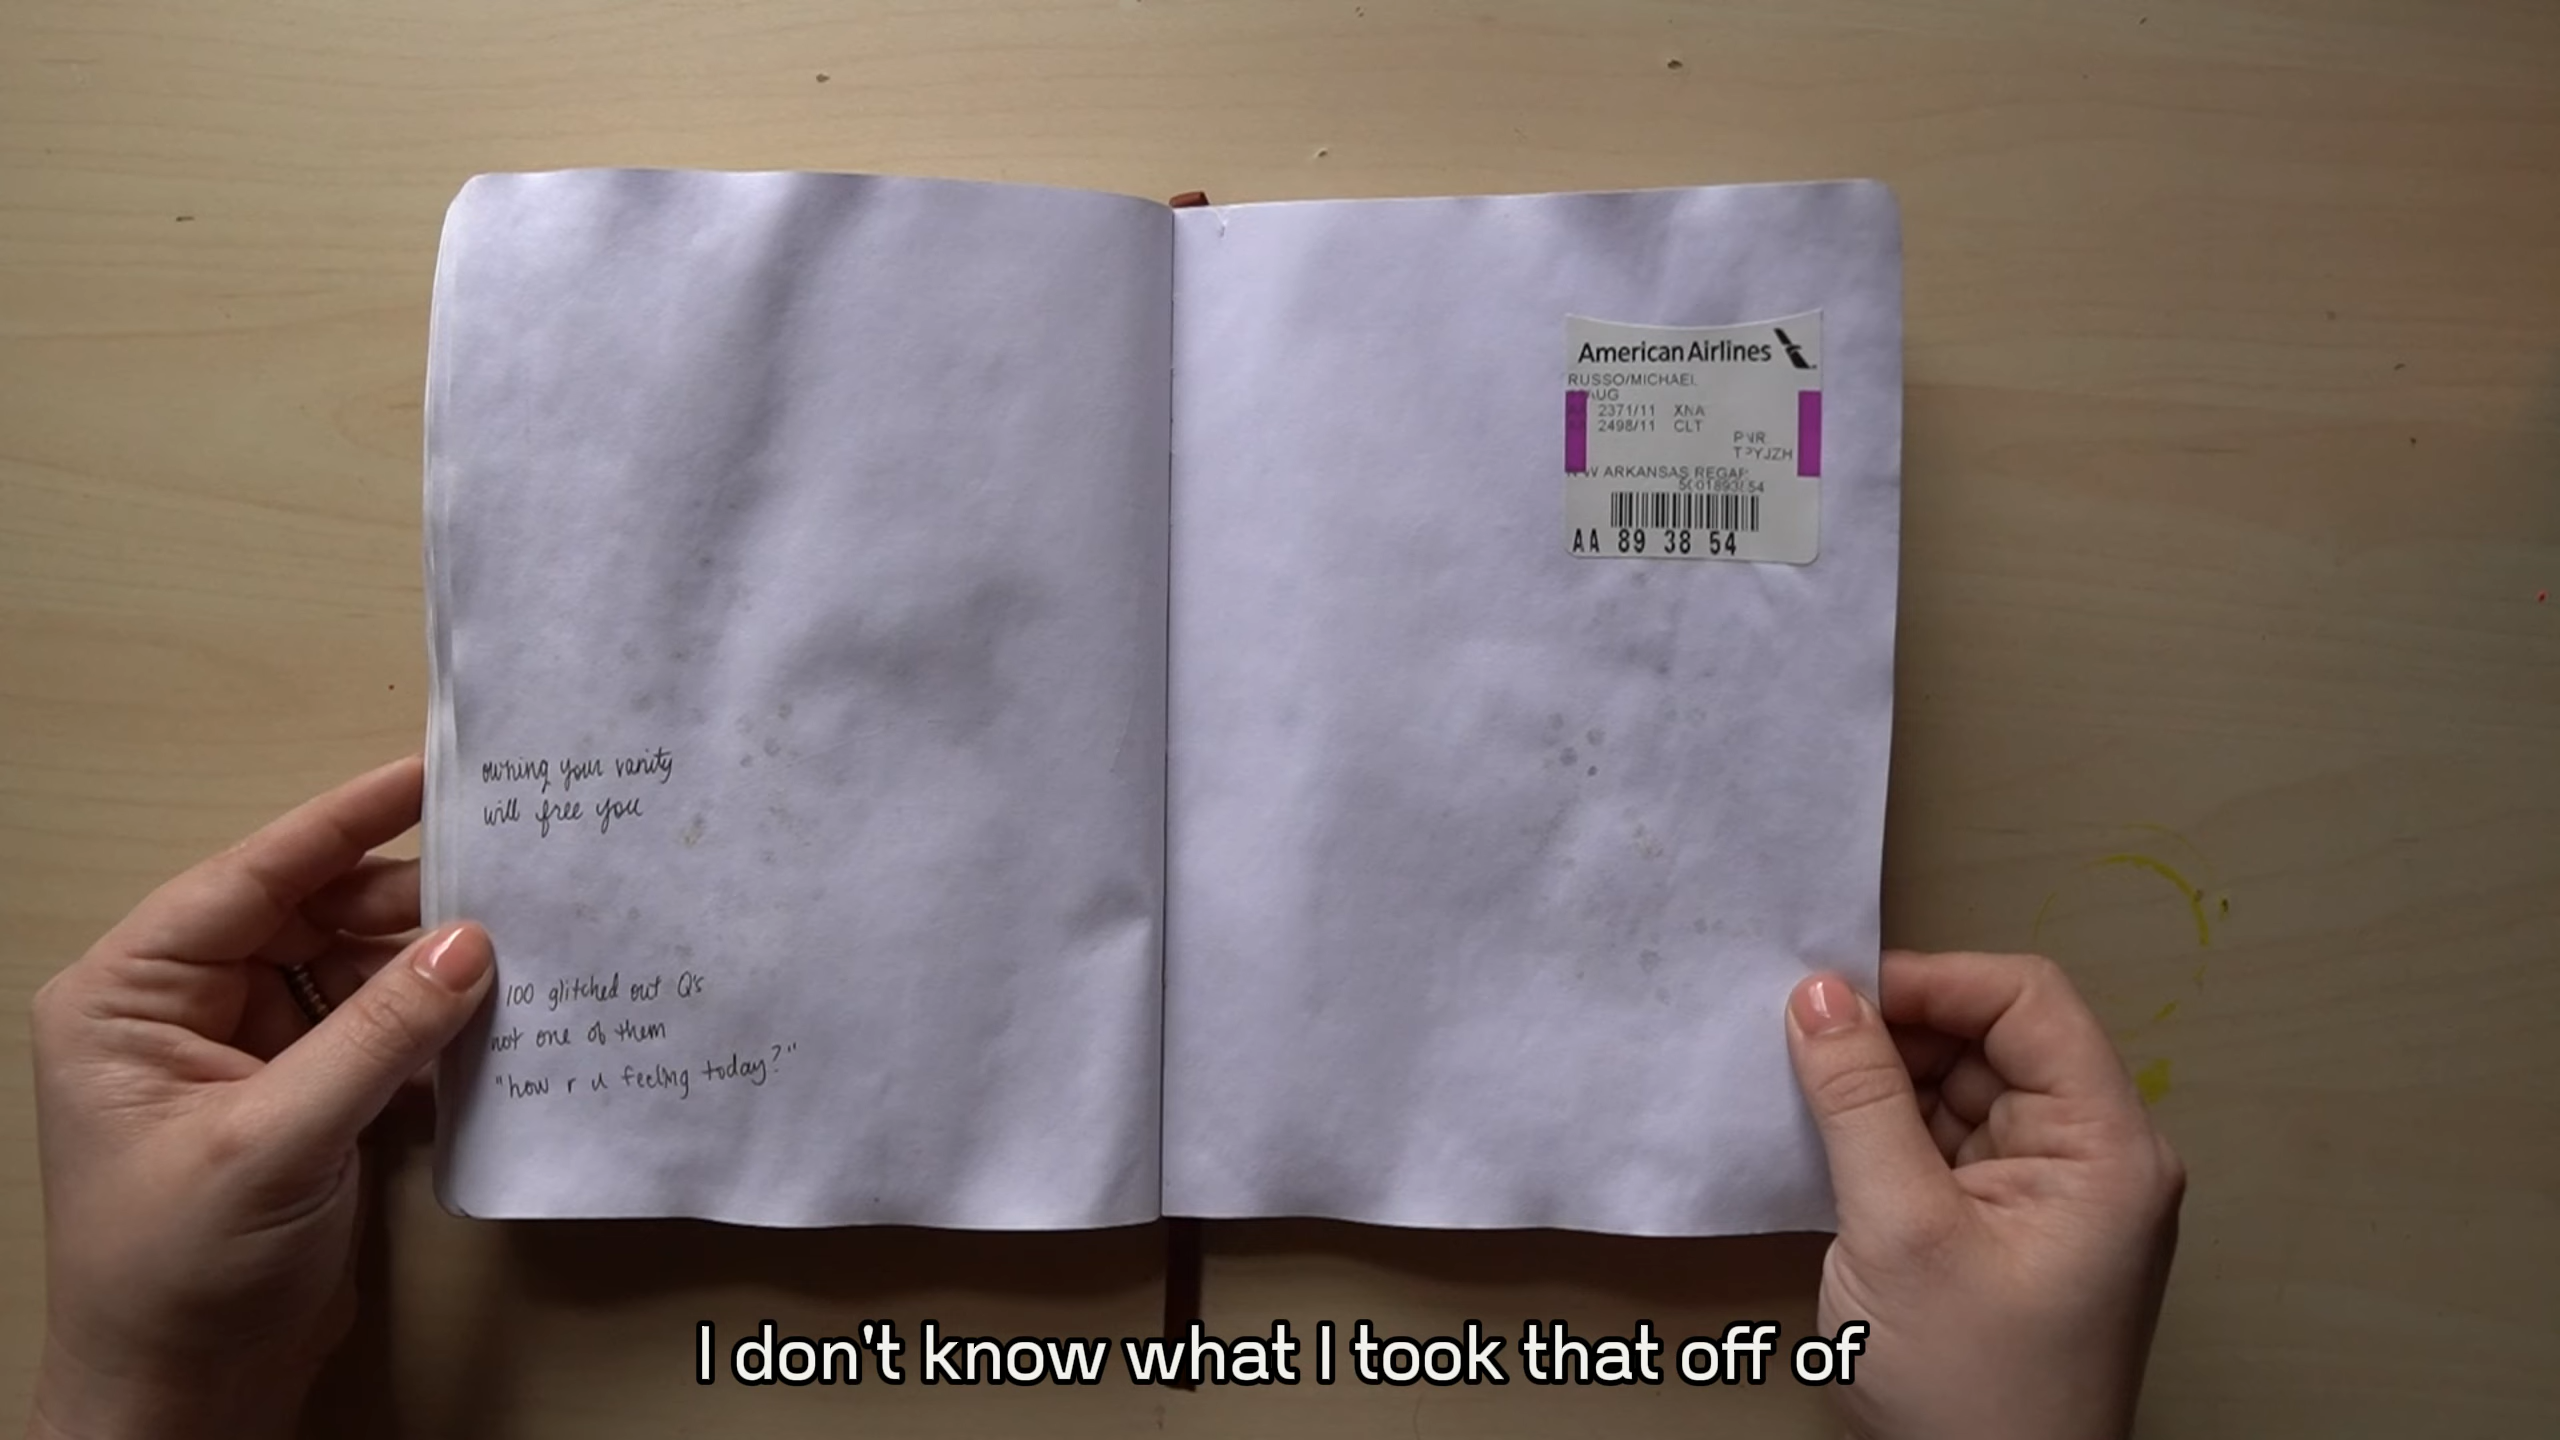 owning your vanity
will free you
100 glitched out Q's
not one of them
"how r u feeling today?"
American Airlines
RUSSO/MICHAEL
AUG
2371/11 XNA
2498/11 CLT
PNR
ARKANSAS
AA 89 38 54
I don't know what I took that off of